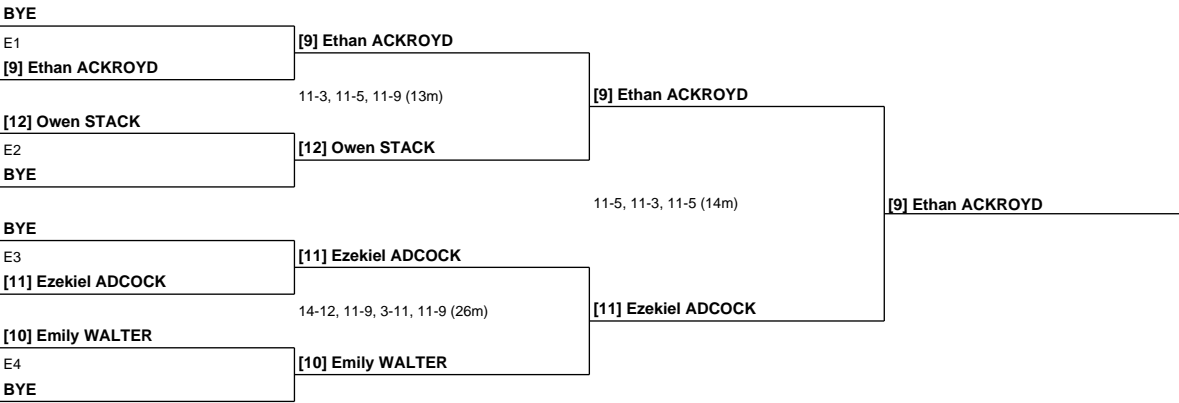 BYE
E1
[9] Ethan ACKROYD
[9] Ethan ACKROYD
11-3, 11-5, 11-9 (13m)
[9] Ethan ACKROYD
[12] Owen STACK
E2
[12] Owen STACK
BYE
11-5, 11-3, 11-5 (14m)
[9] Ethan ACKROYD
BYE
E3
[11] Ezekiel ADCOCK
[11] Ezekiel ADCOCK
14-12, 11-9, 3-11, 11-9 (26m)
[11] Ezekiel ADCOCK
[10] Emily WALTER
E4
[10] Emily WALTER
BYE